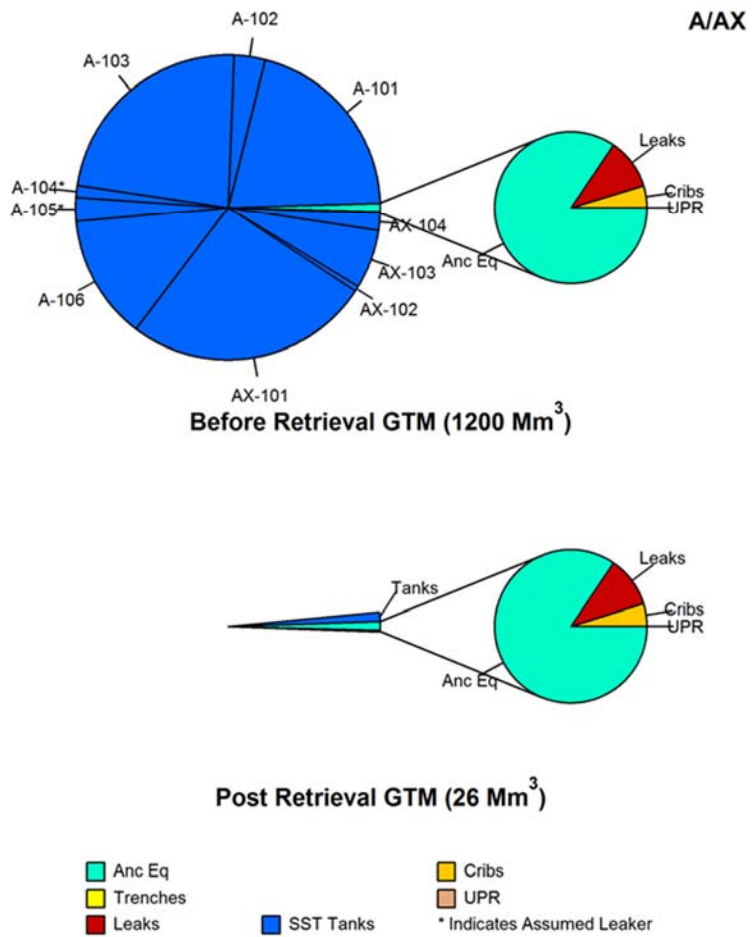 A/AX
A-102
A-103
A-101
Leaks
A-104*
Cribs
A-105*
UPR
AX-104
Anc Eq
AX-103
A-106
AX-102
AX-101
Before Retrieval GTM (1200 Mm³)
Leaks
Tanks
Cribs
UPR
Anc Eq
Post Retrieval GTM (26 Mm³)
Anc Eq
Cribs
Trenches
UPR
Leaks
SST Tanks
* Indicates Assumed Leaker